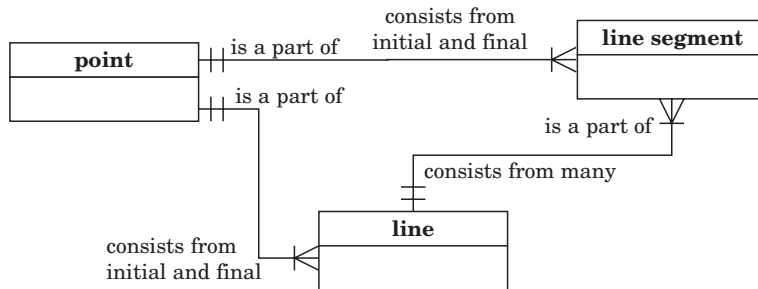 consists from
initial and final
line segment
is a part of
point
is a part of
is a part of
consists from many
line
consists from
initial and final